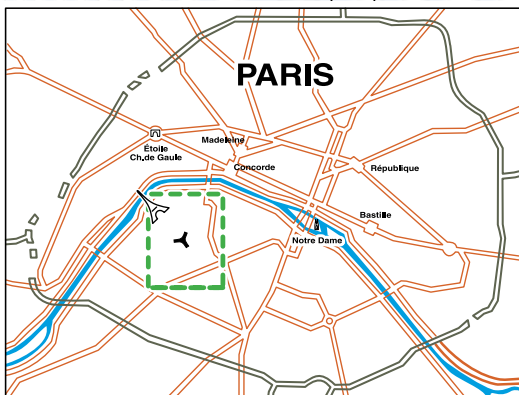 PARIS
Madeleine
Étoile
Ch.de Gaule
Concorde
République
Bastille
Notre Dame